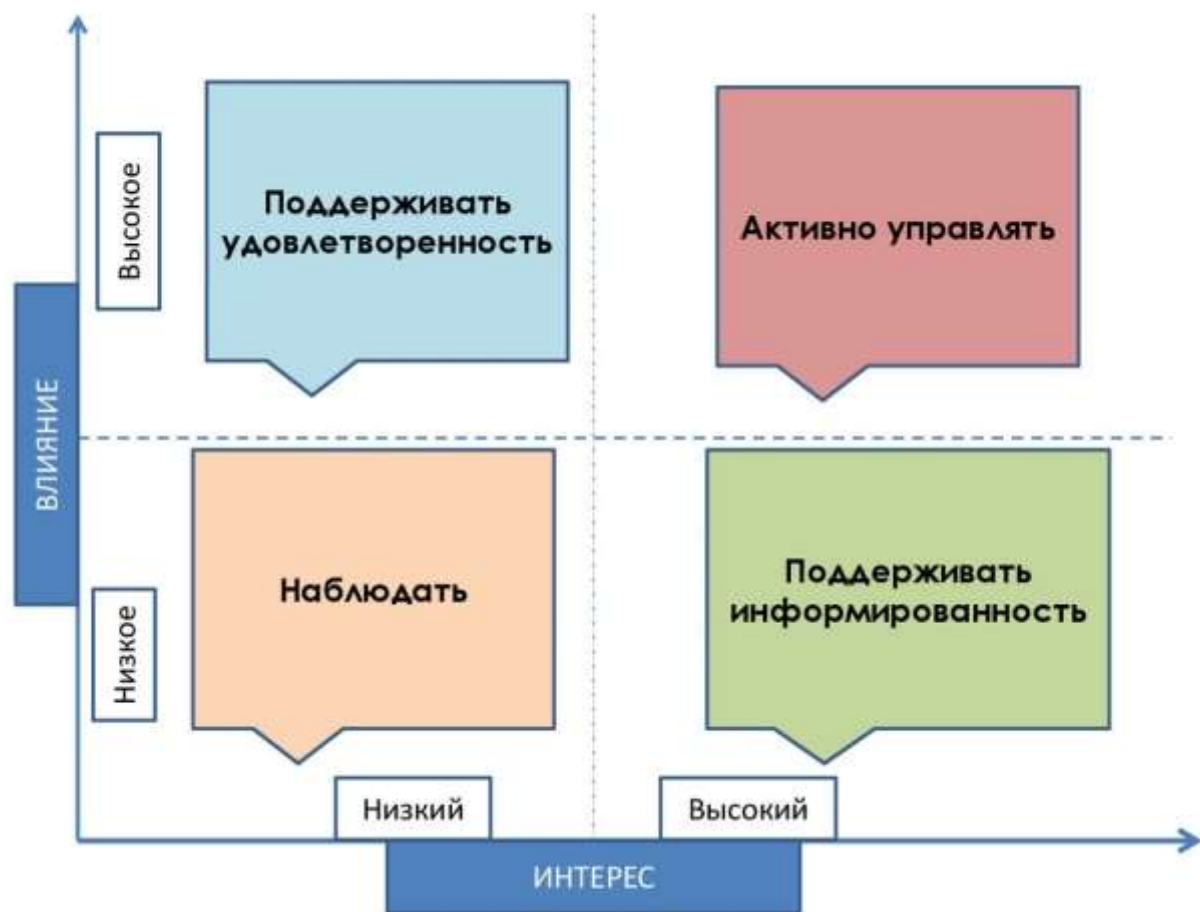 Высокое
Поддерживать
удовлетворенность
Активно управлять
ВЛИЯНИЕ
Низкое
Наблюдать
Поддерживать
информированность
Низкий
Высокий
ИНТЕРЕС